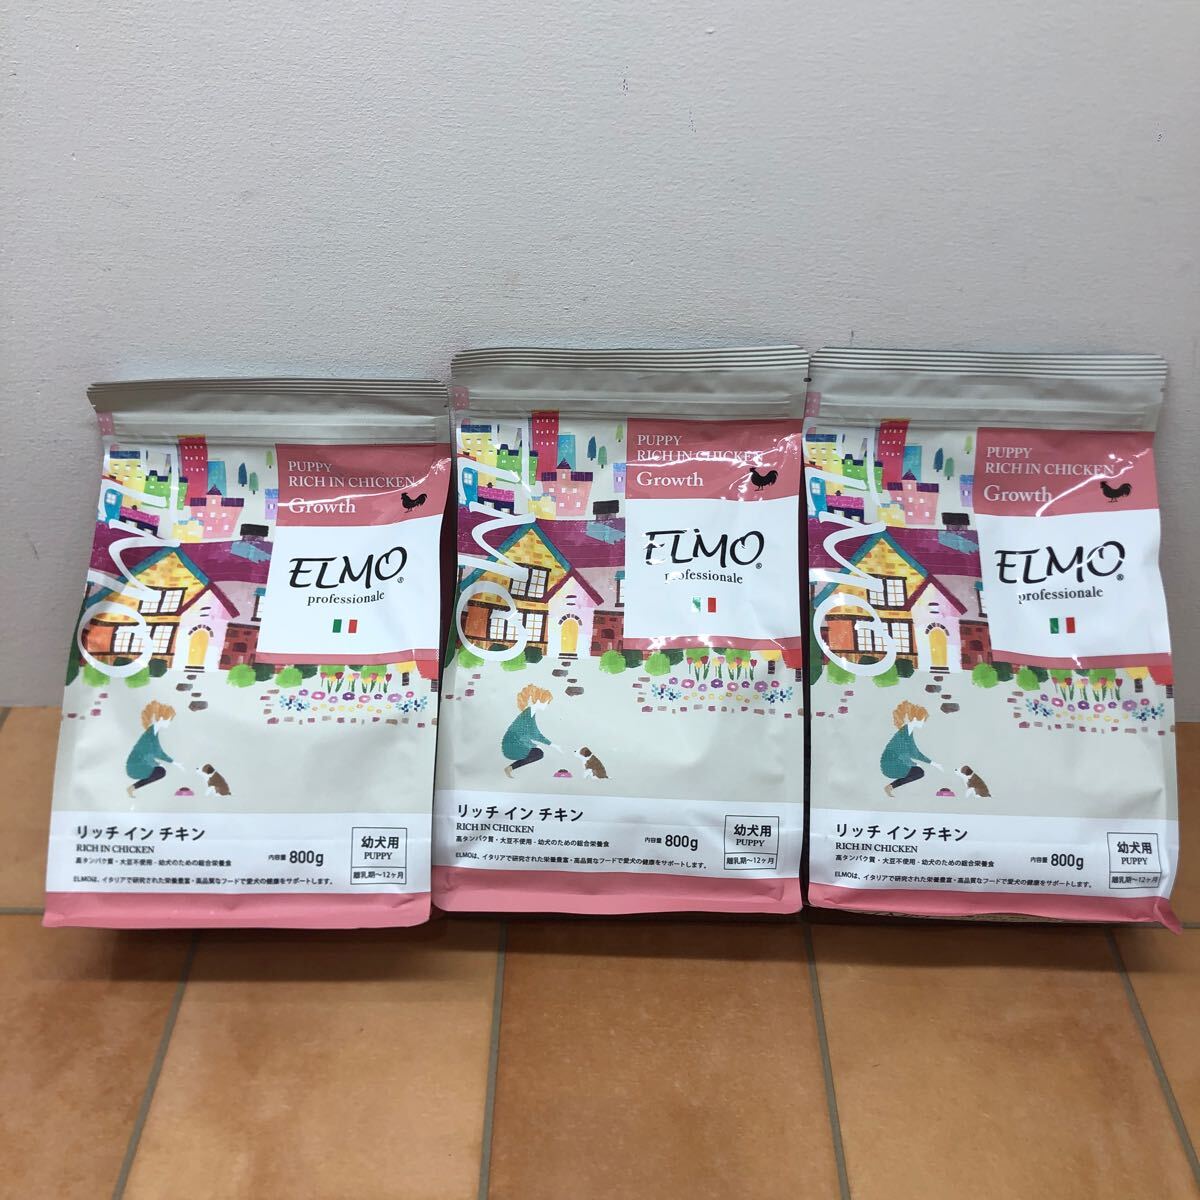 PUPPY
RICH IN CHICKEN
Growth
ELMO®
professionale
リッチ イン チキン
RICH IN CHICKEN
高タンパク質・大豆不使用・幼犬のための総合栄養食
内容量 800g
ELMOは、イタリアで研究された栄養豊富・高品質なフードで愛犬の健康をサポートします。
幼犬用
PUPPY
離乳期～12ヶ月
PUPPY
RICH IN CHICKEN
Growth
ELMO®
professionale
リッチ イン チキン
RICH IN CHICKEN
高タンパク質・大豆不使用・幼犬のための総合栄養食
内容量 800g
ELMOは、イタリアで研究された栄養豊富・高品質なフードで愛犬の健康をサポートします。
幼犬用
PUPPY
離乳期～12ヶ月
PUPPY
RICH IN CHICKEN
Growth
ELMO®
professionale
リッチ イン チキン
RICH IN CHICKEN
高タンパク質・大豆不使用・幼犬のための総合栄養食
内容量 800g
ELMOは、イタリアで研究された栄養豊富・高品質なフードで愛犬の健康をサポートします。
幼犬用
PUPPY
離乳期～12ヶ月